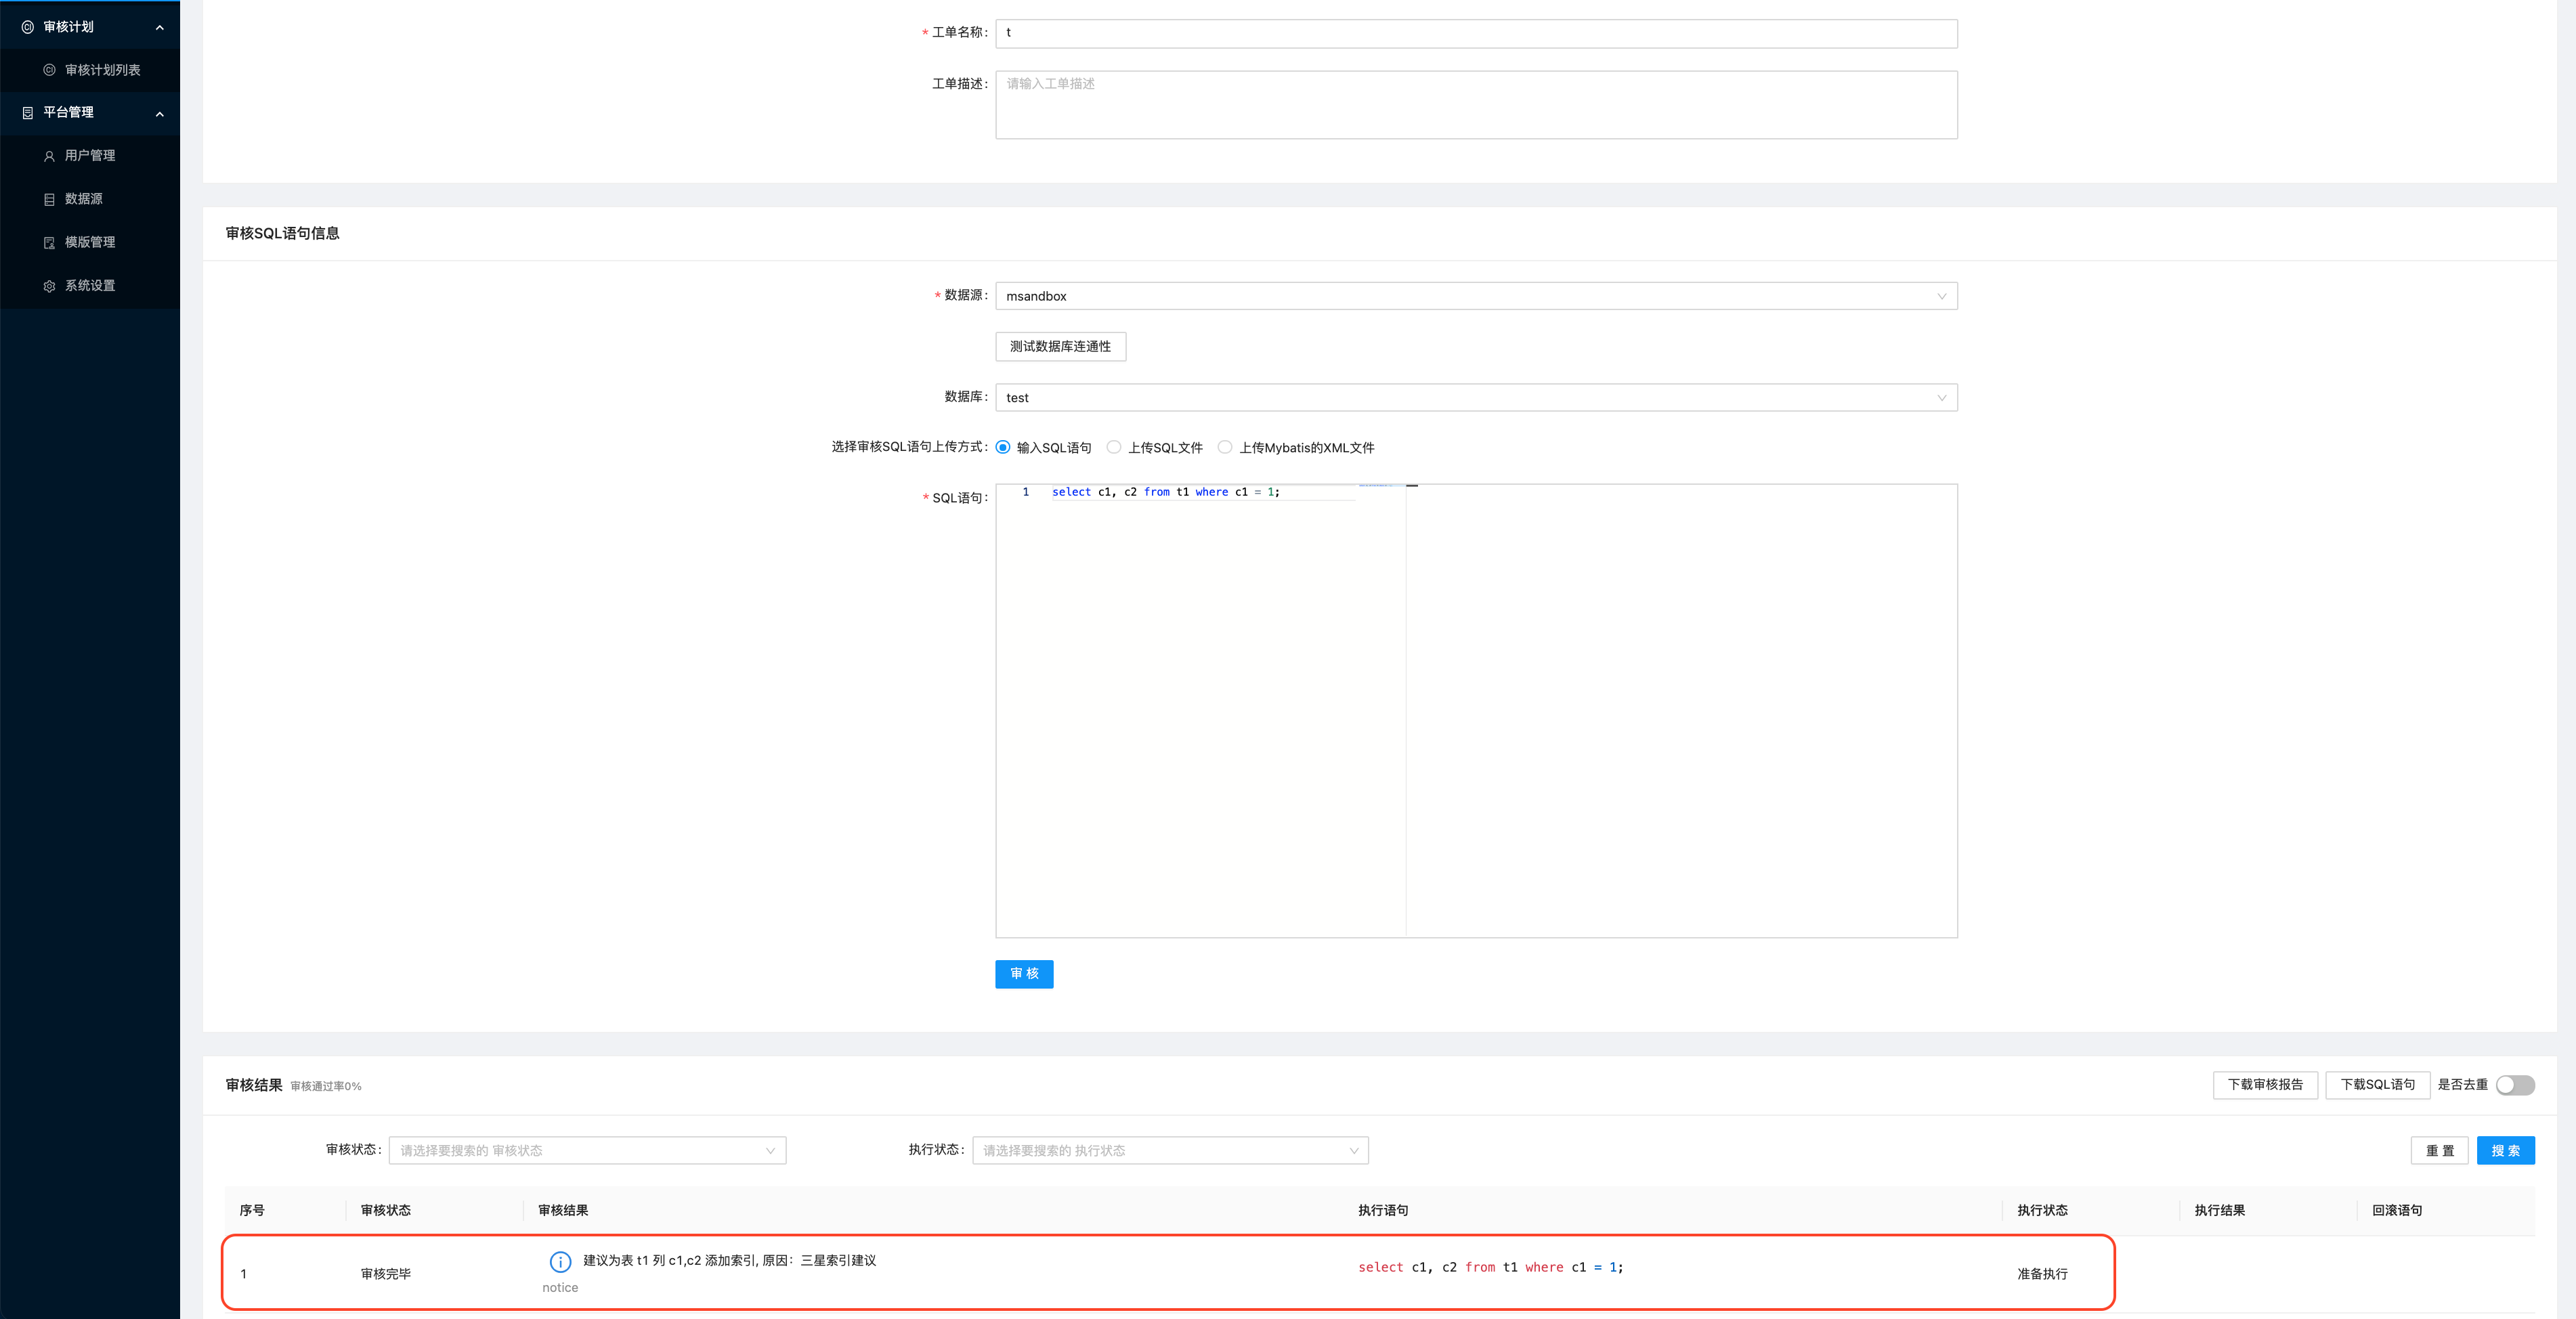 审核计划
审核计划列表
平台管理
用户管理
数据源
模版管理
系统设置
* 工单名称: t
工单描述: 请输入工单描述
审核SQL语句信息
* 数据源: msandbox
测试数据库连通性
数据库: test
选择审核SQL语句上传方式: 输入SQL语句 上传SQL文件 上传Mybatis的XML文件
* SQL语句: 1 select c1, c2 from t1 where c1 = 1;
审 核
审核结果 审核通过率0% 下载审核报告 下载SQL语句 是否去重
审核状态: 请选择要搜索的 审核状态 执行状态: 请选择要搜索的 执行状态 重 置 搜 索
序号 审核状态 审核结果 执行语句 执行状态 执行结果 回滚语句
1 审核完毕 建议为表 t1 列 c1,c2 添加索引, 原因：三星索引建议 select c1, c2 from t1 where c1 = 1; 准备执行
notice